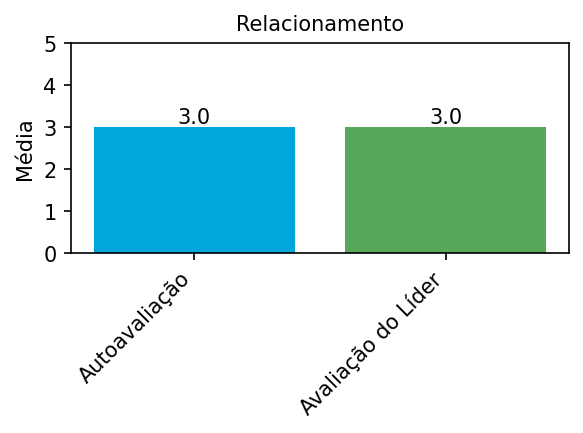 Relacionamento
5
4
3
2
1
0
Média
3.0
3.0
Autoavaliação
Avaliação do Líder